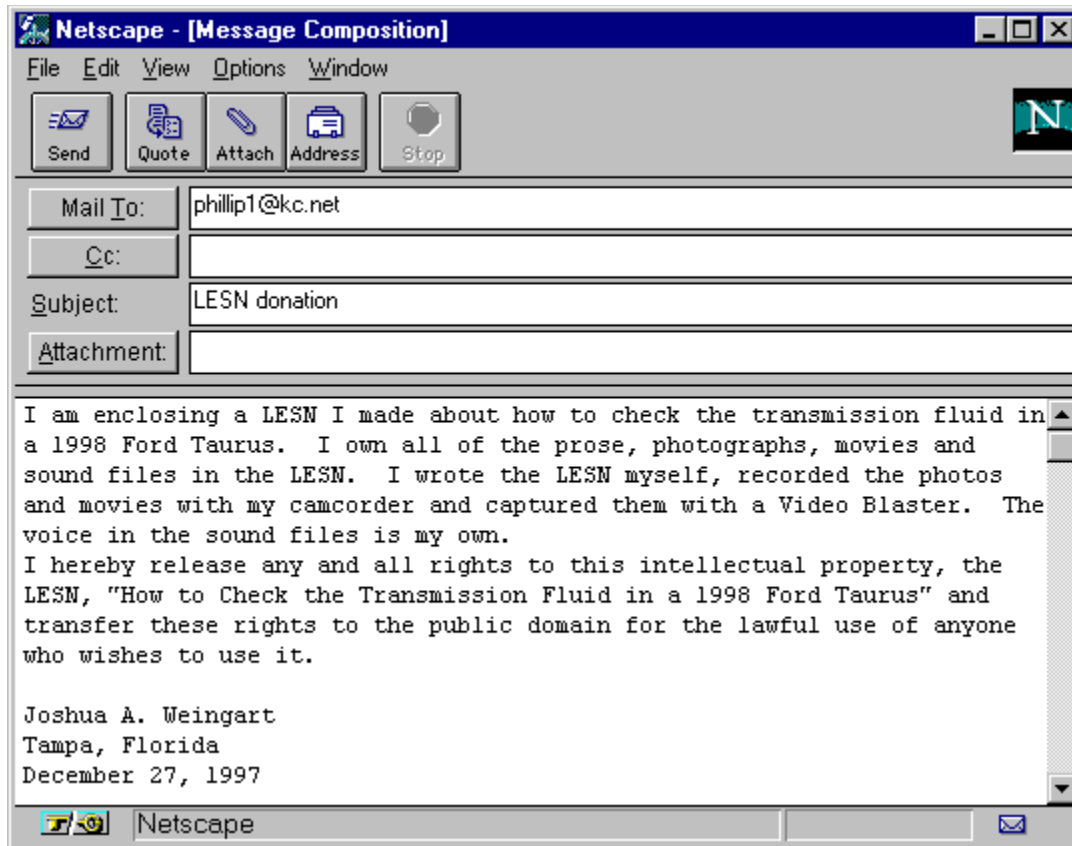 Netscape - [Message Composition]
File Edit View Options Window
Send Quote Attach Address Stop
N
Mail To: phillip1@kc.net
Cc:
Subject: LESN donation
Attachment:
I am enclosing a LESN I made about how to check the transmission fluid in
a 1998 Ford Taurus.  I own all of the prose, photographs, movies and
sound files in the LESN.  I wrote the LESN myself, recorded the photos
and movies with my camcorder and captured them with a Video Blaster.  The
voice in the sound files is my own.
I hereby release any and all rights to this intellectual property, the
LESN, "How to Check the Transmission Fluid in a 1998 Ford Taurus" and
transfer these rights to the public domain for the lawful use of anyone
who wishes to use it.
Joshua A. Weingart
Tampa, Florida
December 27, 1997
Netscape